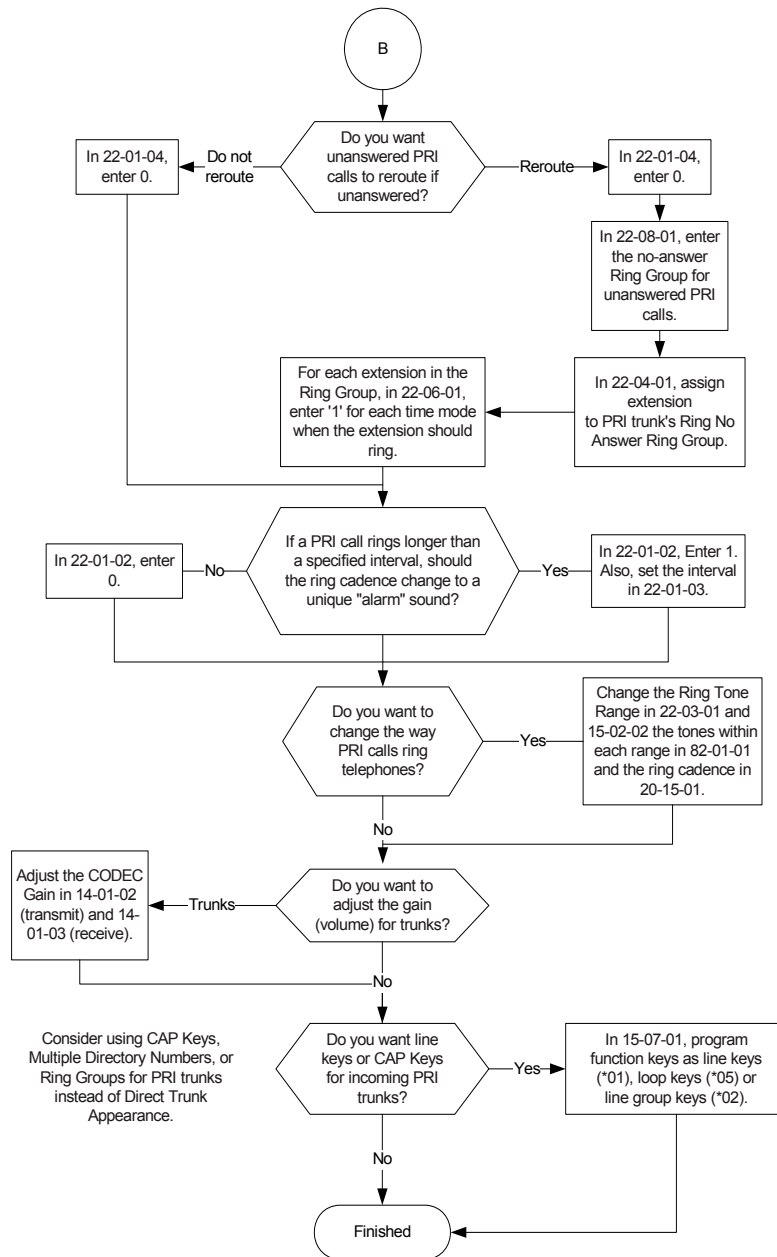 B
Do you want
unanswered PRI
calls to reroute if
unanswered?
Do not
reroute
In 22-01-04,
enter 0.
Reroute
In 22-01-04,
enter 0.
In 22-08-01, enter
the no-answer
Ring Group for
unanswered PRI
calls.
In 22-04-01, assign
extension
to PRI trunk's Ring No
Answer Ring Group.
For each extension in the
Ring Group, in 22-06-01,
enter '1' for each time mode
when the extension should
ring.
If a PRI call rings longer than
a specified interval, should
the ring cadence change to a
unique "alarm" sound?
No
In 22-01-02, enter
0.
Yes
In 22-01-02, Enter 1.
Also, set the interval
in 22-01-03.
Do you want to
change the way
PRI calls ring
telephones?
Yes
Change the Ring Tone
Range in 22-03-01 and
15-02-02 the tones within
each range in 82-01-01
and the ring cadence in
20-15-01.
No
Do you want to
adjust the gain
(volume) for trunks?
Trunks
Adjust the CODEC
Gain in 14-01-02
(transmit) and 14-
01-03 (receive).
No
Consider using CAP Keys,
Multiple Directory Numbers, or
Ring Groups for PRI trunks
instead of Direct Trunk
Appearance.
Do you want line
keys or CAP Keys
for incoming PRI
trunks?
Yes
In 15-07-01, program
function keys as line keys
(*01), loop keys (*05) or
line group keys (*02).
No
Finished